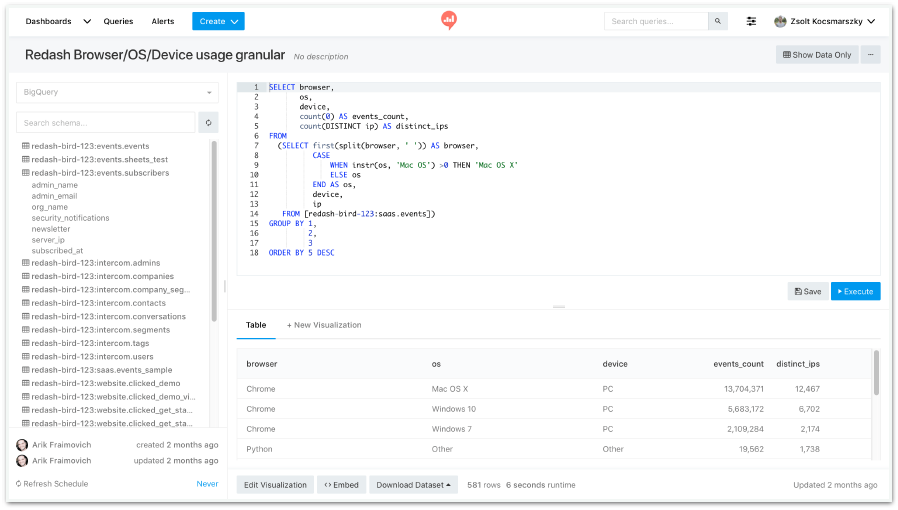 Dashboards Queries Alerts Create Search queries... Zsolt Kocsmarszky
Redash Browser/OS/Device usage granular No description Show Data Only ...
BigQuery
Search schema...
redash-bird-123:events.events
redash-bird-123:events.sheets_test
redash-bird-123:events.subscribers
admin_name
admin_email
org_name
security_notifications
newsletter
server_ip
subscribed_at
redash-bird-123:intercom.admins
redash-bird-123:intercom.companies
redash-bird-123:intercom.company_seg...
redash-bird-123:intercom.contacts
redash-bird-123:intercom.conversations
redash-bird-123:intercom.segments
redash-bird-123:intercom.tags
redash-bird-123:intercom.users
redash-bird-123:saas.events_sample
redash-bird-123:website.clicked_demo
redash-bird-123:website.clicked_demo_vi...
redash-bird-123:website.clicked_get_sta...
redash-bird-123:website.clicked_get_sta...
Arik Fraimovich created 2 months ago
Arik Fraimovich updated 2 months ago
Refresh Schedule Never
1 SELECT browser,
2 os,
3 device,
4 count(0) AS events_count,
5 count(DISTINCT ip) AS distinct_ips
6 FROM
7 (SELECT first(split(browser, ' ')) AS browser,
8 CASE
9 WHEN instr(os, 'Mac OS') >0 THEN 'Mac OS X'
10 ELSE os
11 END AS os,
12 device,
13 ip
14 FROM [redash-bird-123:saas.events])
15 GROUP BY 1,
16 2,
17 3
18 ORDER BY 5 DESC
Save Execute
Table + New Visualization
browser os device events_count distinct_ips
Chrome Mac OS X PC 13,704,371 12,467
Chrome Windows 10 PC 5,683,172 6,702
Chrome Windows 7 PC 2,109,284 2,174
Python Other Other 19,562 1,738
Edit Visualization <> Embed Download Dataset 581 rows 6 seconds runtime Updated 2 months ago